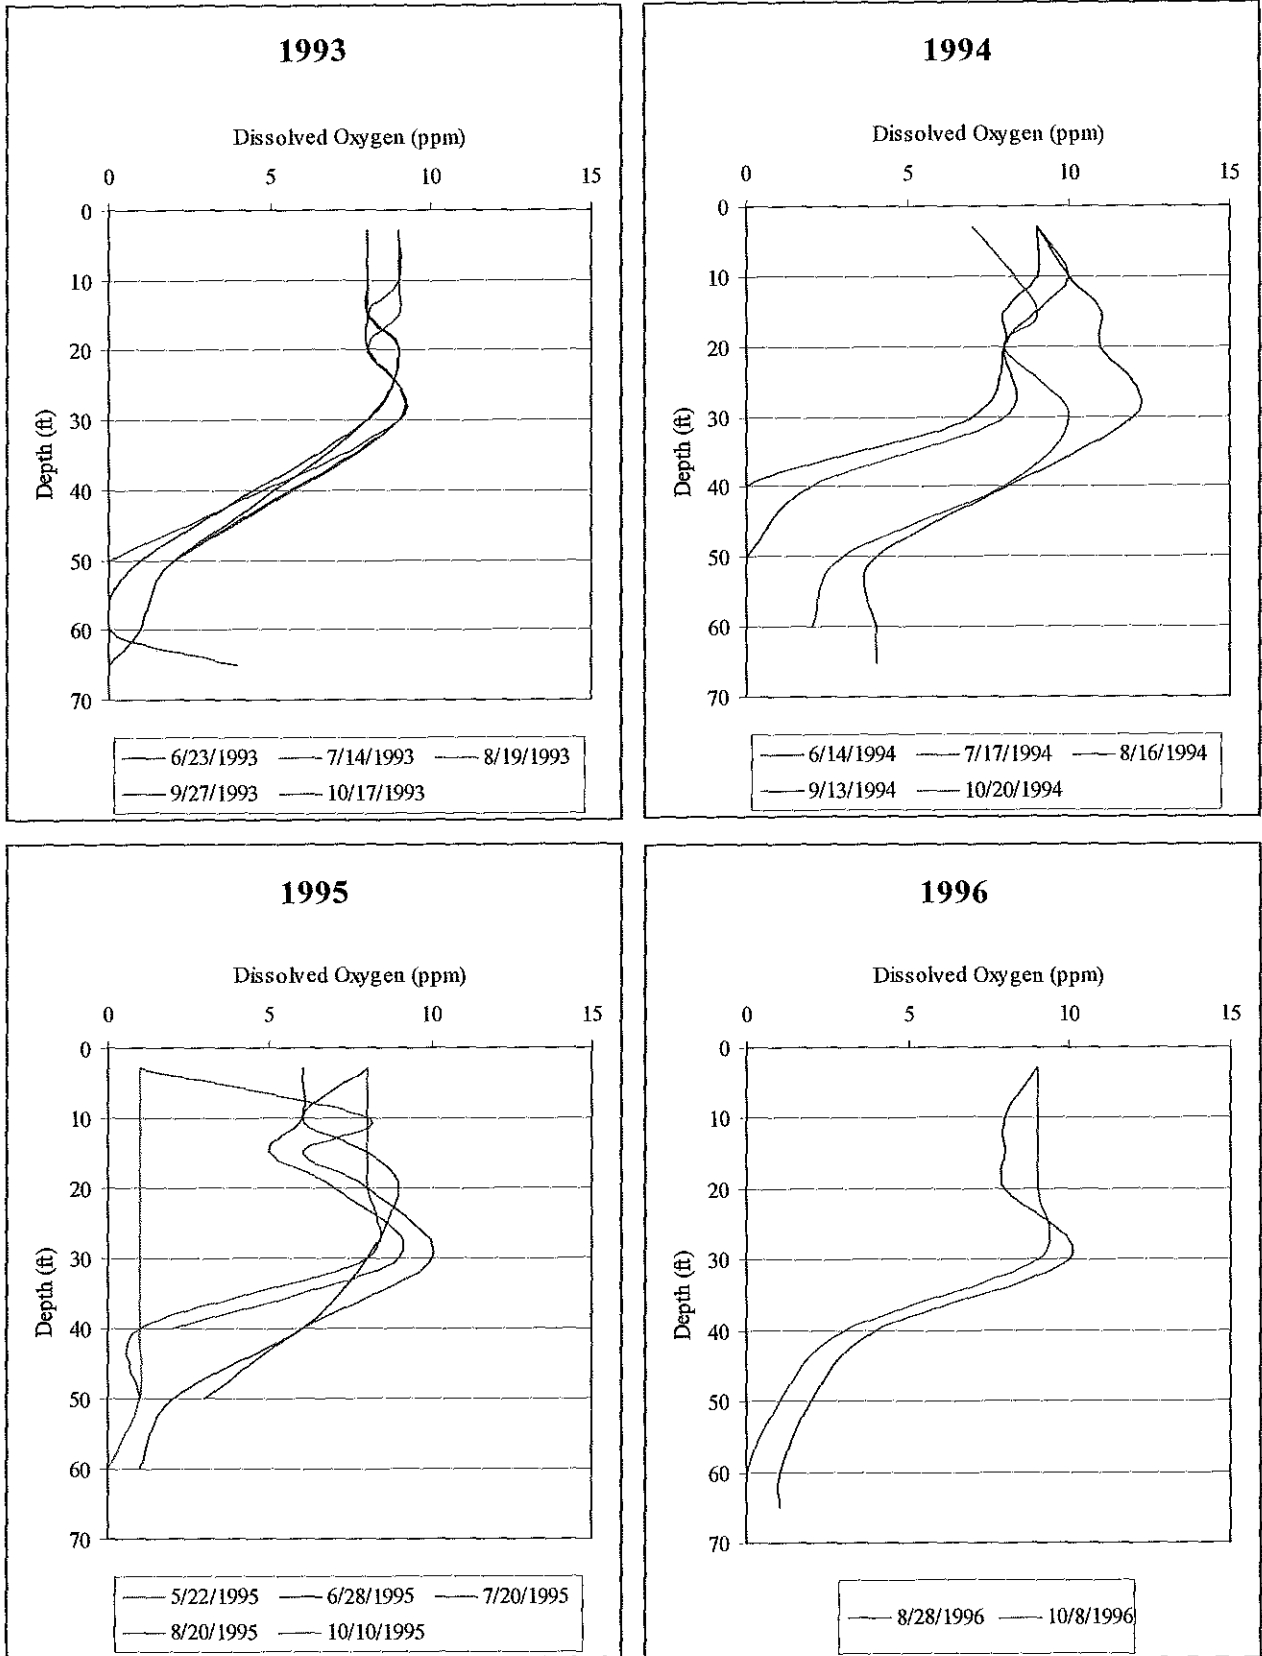 1993
Dissolved Oxygen (ppm)
0 5 10 15
0
10
20
30
40
50
60
70
Depth (ft)
6/23/1993 7/14/1993 8/19/1993
9/27/1993 10/17/1993
1994
Dissolved Oxygen (ppm)
0 5 10 15
0
10
20
30
40
50
60
70
Depth (ft)
6/14/1994 7/17/1994 8/16/1994
9/13/1994 10/20/1994
1995
Dissolved Oxygen (ppm)
0 5 10 15
0
10
20
30
40
50
60
70
Depth (ft)
5/22/1995 6/28/1995 7/20/1995
8/20/1995 10/10/1995
1996
Dissolved Oxygen (ppm)
0 5 10 15
0
10
20
30
40
50
60
70
Depth (ft)
8/28/1996 10/8/1996